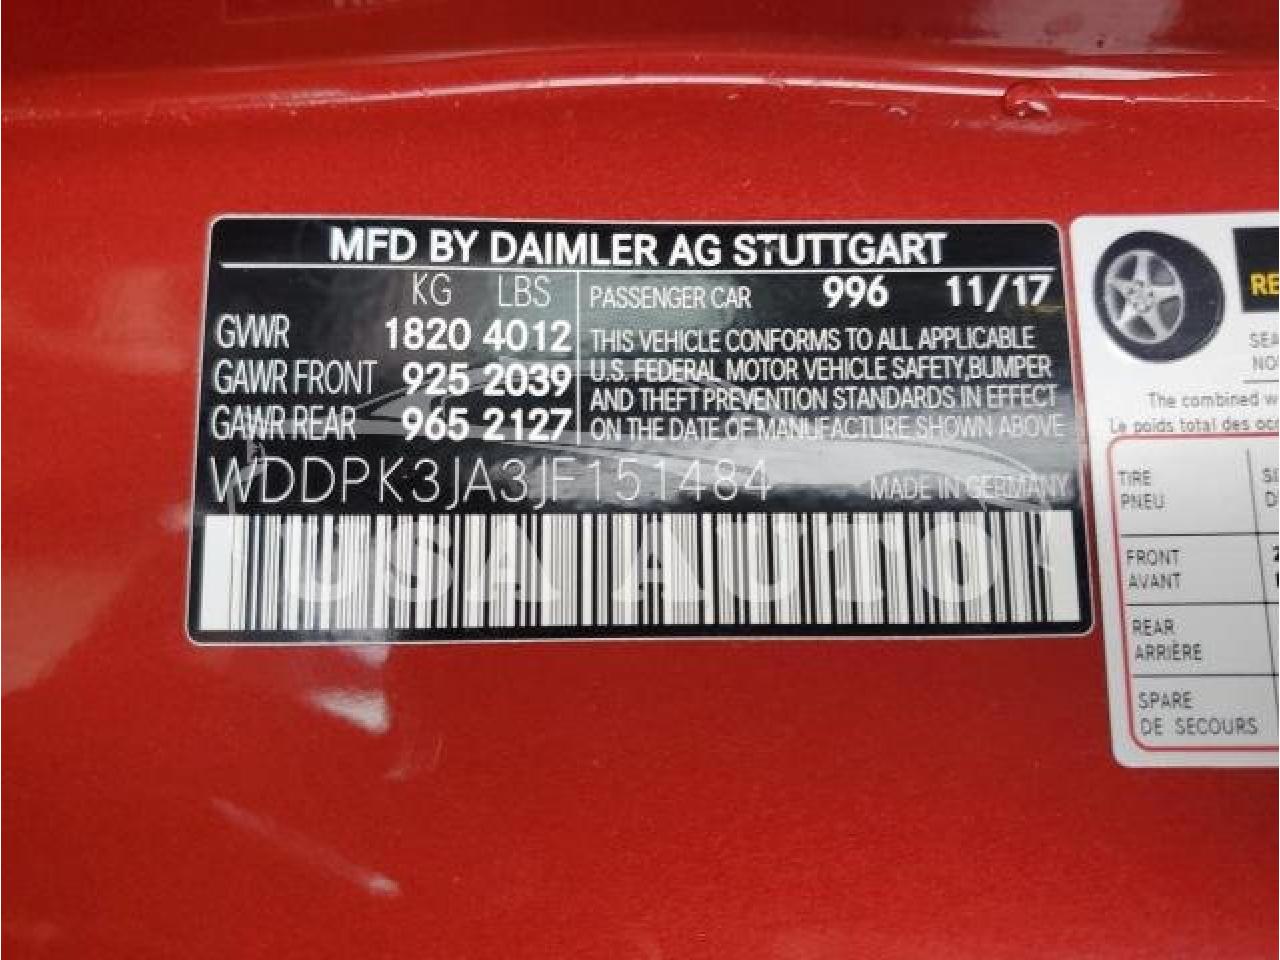 MFD BY DAIMLER AG STUTTGART
KG LBS
GVWR 1820 4012
GAWR FRONT 925 2039
GAWR REAR 965 2127
PASSENGER CAR 996 11/17
THIS VEHICLE CONFORMS TO ALL APPLICABLE
U.S. FEDERAL MOTOR VEHICLE SAFETY,BUMPER
AND THEFT PREVENTION STANDARDS IN EFFECT
ON THE DATE OF MANUFACTURE SHOWN ABOVE
WDDPK3JA3JF151484 MADE IN GERMANY
USA AUTO
The combined
Le poids total des
TIRE
PNEU
FRONT
AVANT
REAR
ARRIÈRE
SPARE
DE SECOURS